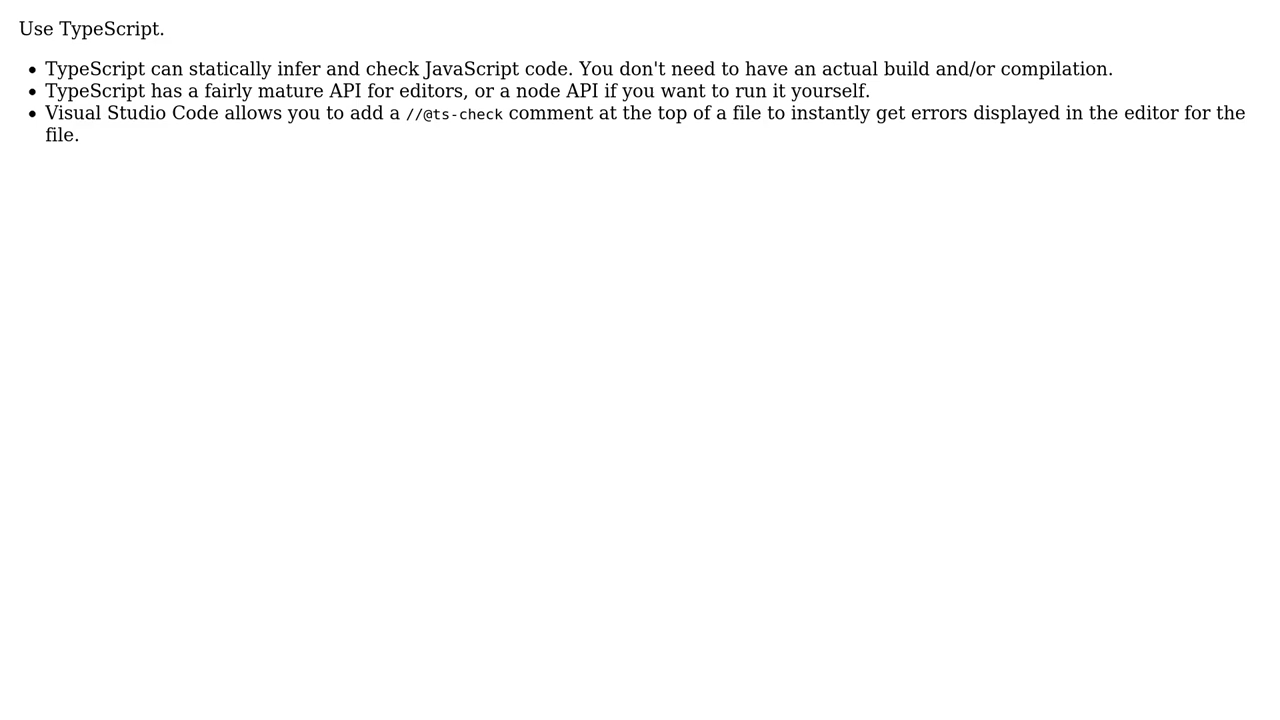 Use TypeScript.
• TypeScript can statically infer and check JavaScript code. You don't need to have an actual build and/or compilation.
• TypeScript has a fairly mature API for editors, or a node API if you want to run it yourself.
• Visual Studio Code allows you to add a //@ts-check comment at the top of a file to instantly get errors displayed in the editor for the
file.